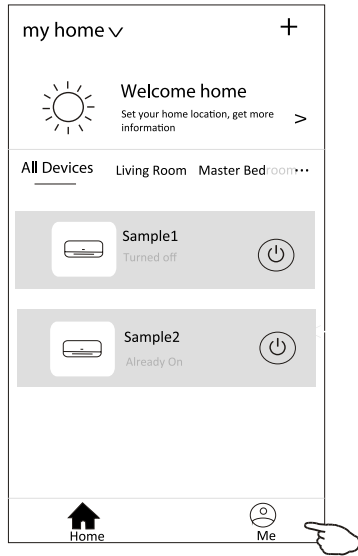 my home
Welcome home
Set your home location, get more
information
All Devices Living Room Master Bedroom...
Sample1
Turned off
Sample2
Already On
Home Me